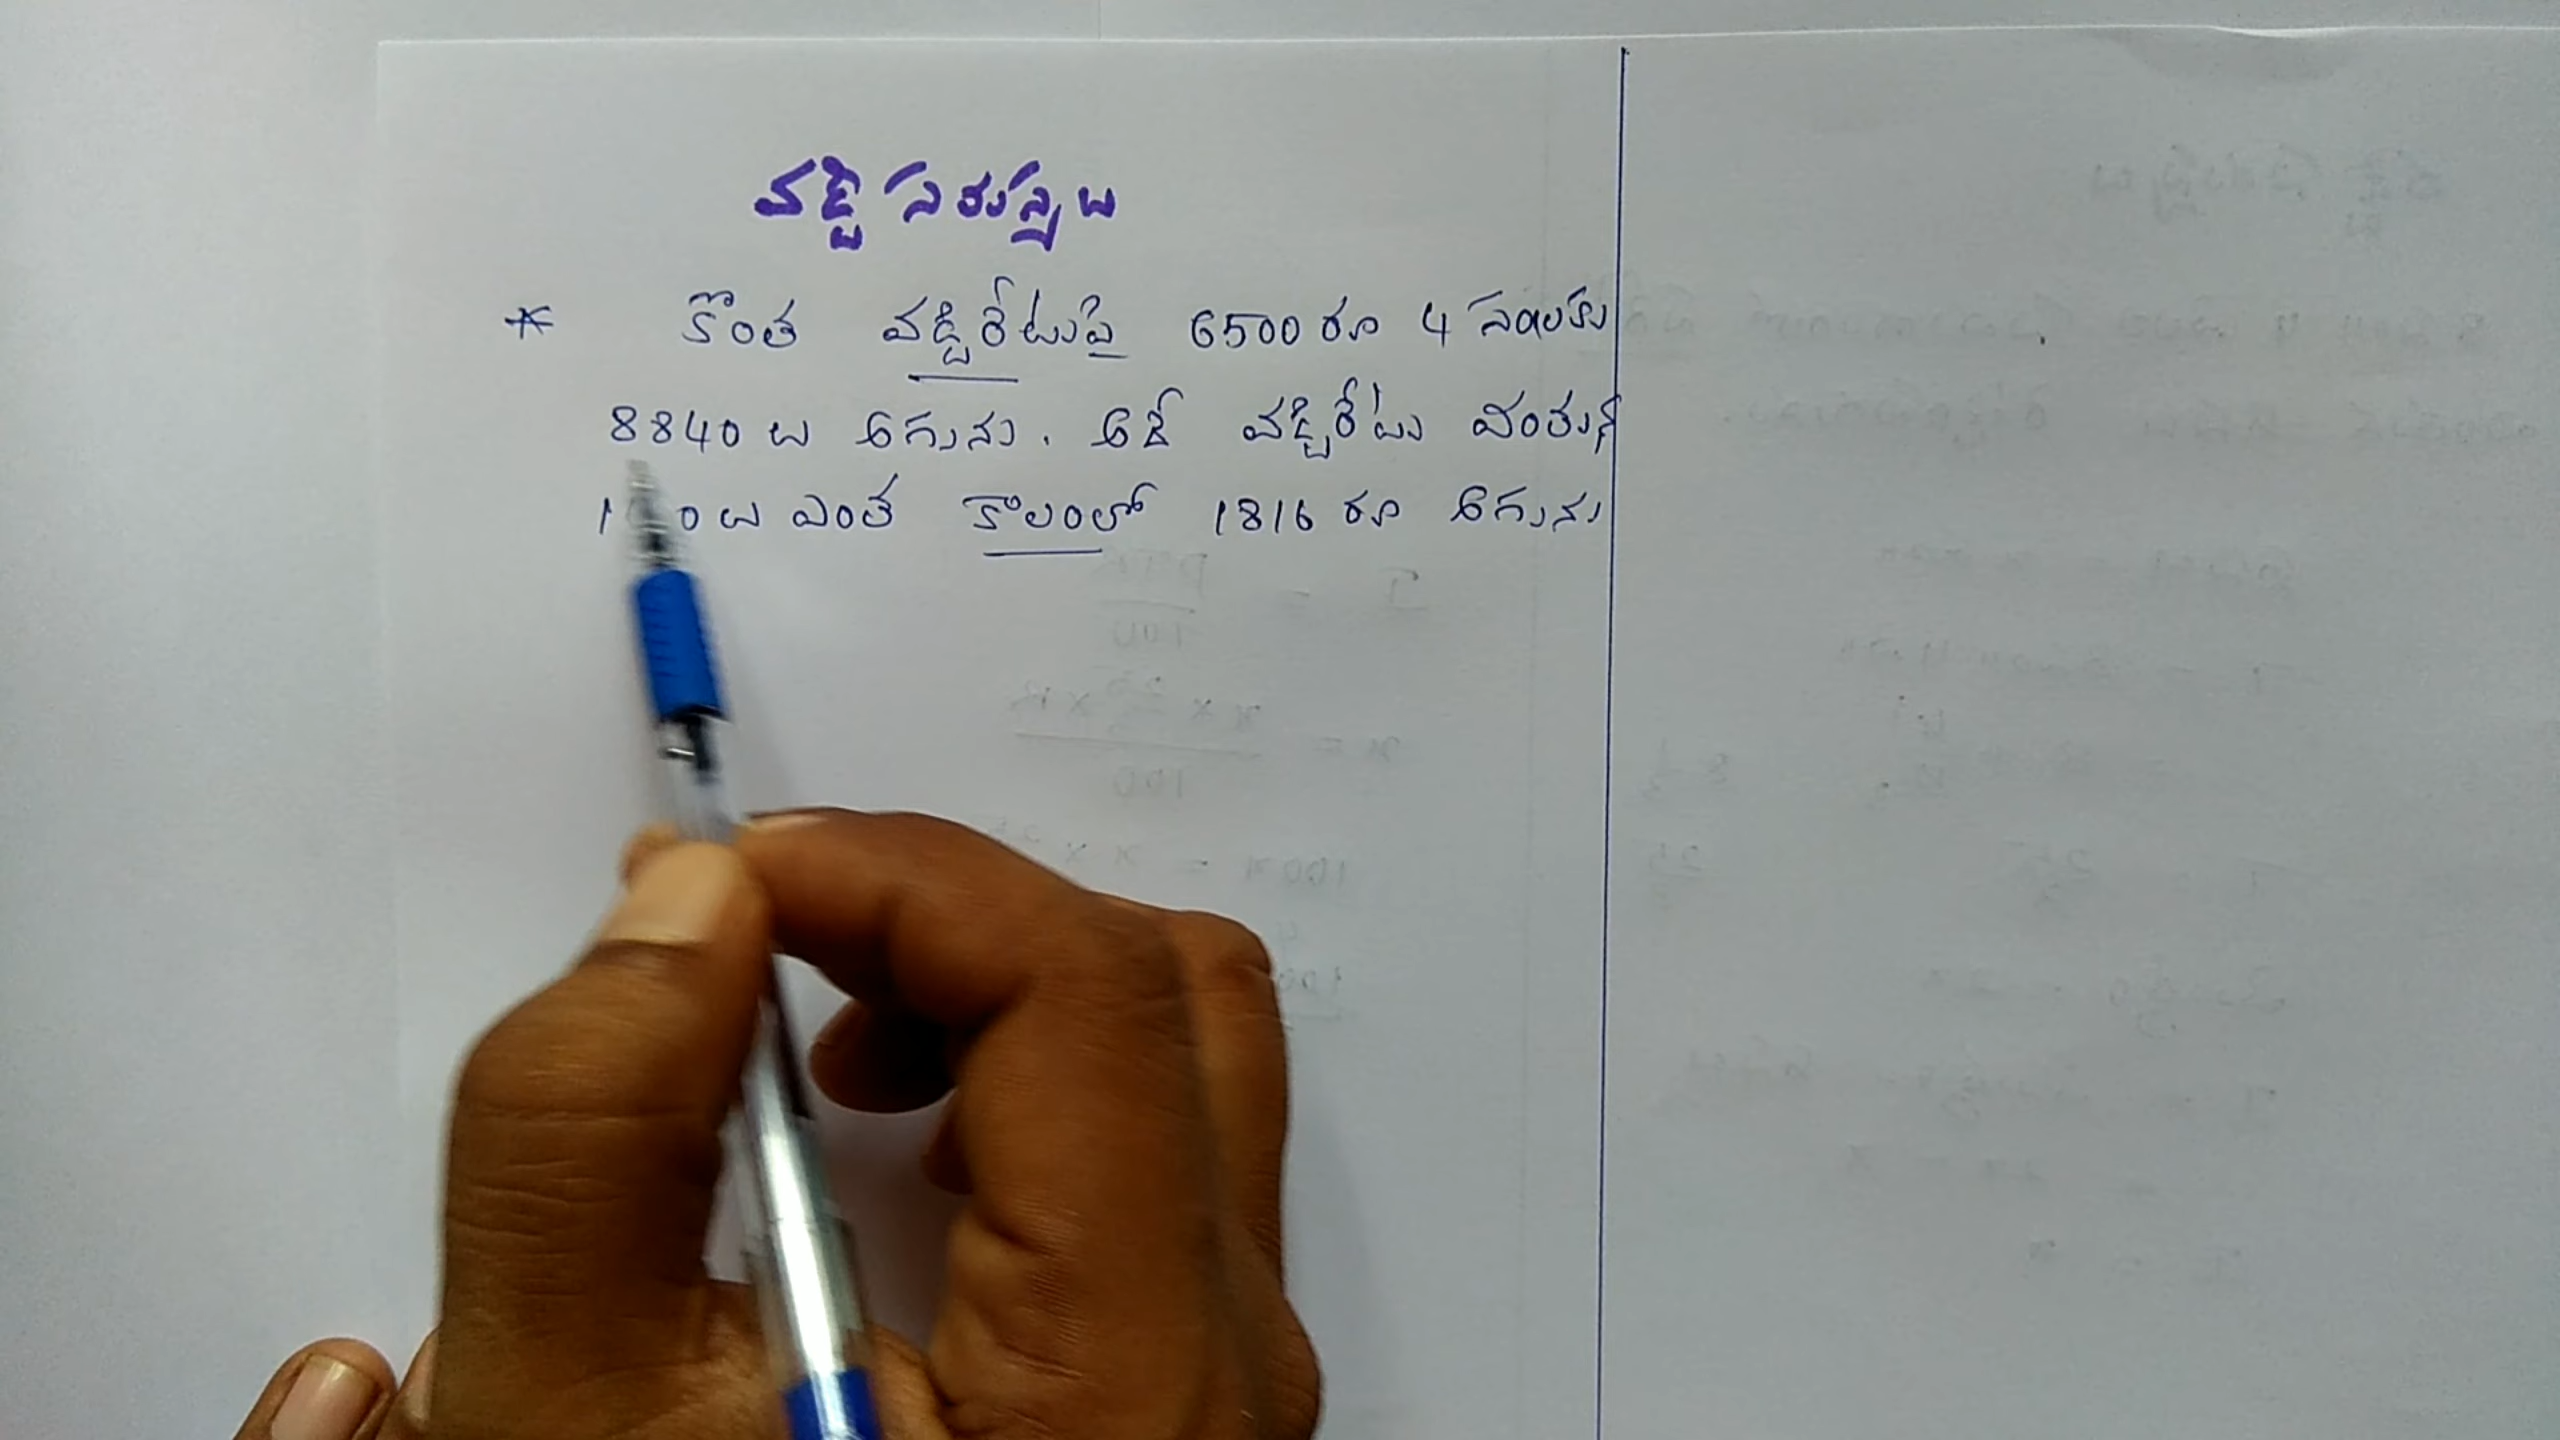 వడ్డి సమస్యలు
* కొంత వడ్డిరేటుపై 6500 రూ 4 సంలకు
8840 లు అగును. అదే వడ్డిరేటు వంతున
లు ఎంత కాలంలో 1816 రూ అగును